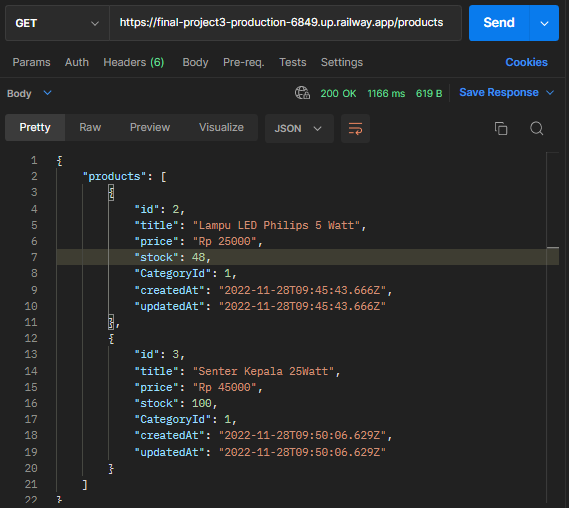 GET https://final-project3-production-6849.up.railway.app/products Send
Params Auth Headers (6) Body Pre-req. Tests Settings Cookies
Body 200 OK 1166 ms 619 B Save Response
Pretty Raw Preview Visualize JSON
1 {
2 "products": [
3 {
4 "id": 2,
5 "title": "Lampu LED Philips 5 Watt",
6 "price": "Rp 25000",
7 "stock": 48,
8 "CategoryId": 1,
9 "createdAt": "2022-11-28T09:45:43.666Z",
10 "updatedAt": "2022-11-28T09:45:43.666Z"
11 },
12 {
13 "id": 3,
14 "title": "Senter Kepala 25Watt",
15 "price": "Rp 45000",
16 "stock": 100,
17 "CategoryId": 1,
18 "createdAt": "2022-11-28T09:50:06.629Z",
19 "updatedAt": "2022-11-28T09:50:06.629Z"
20 }
21 ]
22 }